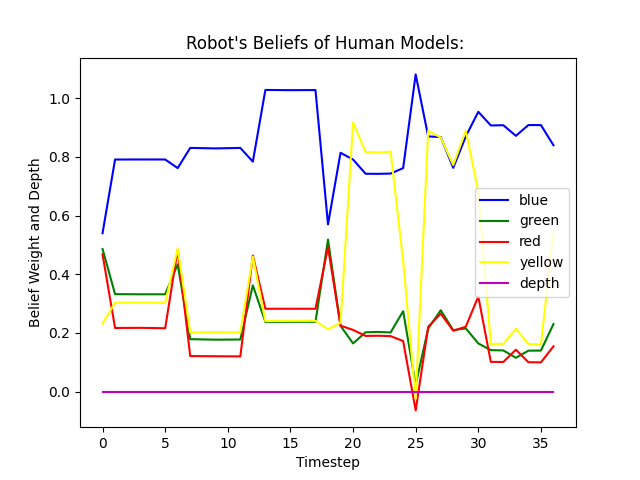 Robot's Beliefs of Human Models:
Belief Weight and Depth
1.0
0.8
0.6
0.4
0.2
0.0
blue
green
red
yellow
depth
0 5 10 15 20 25 30 35
Timestep